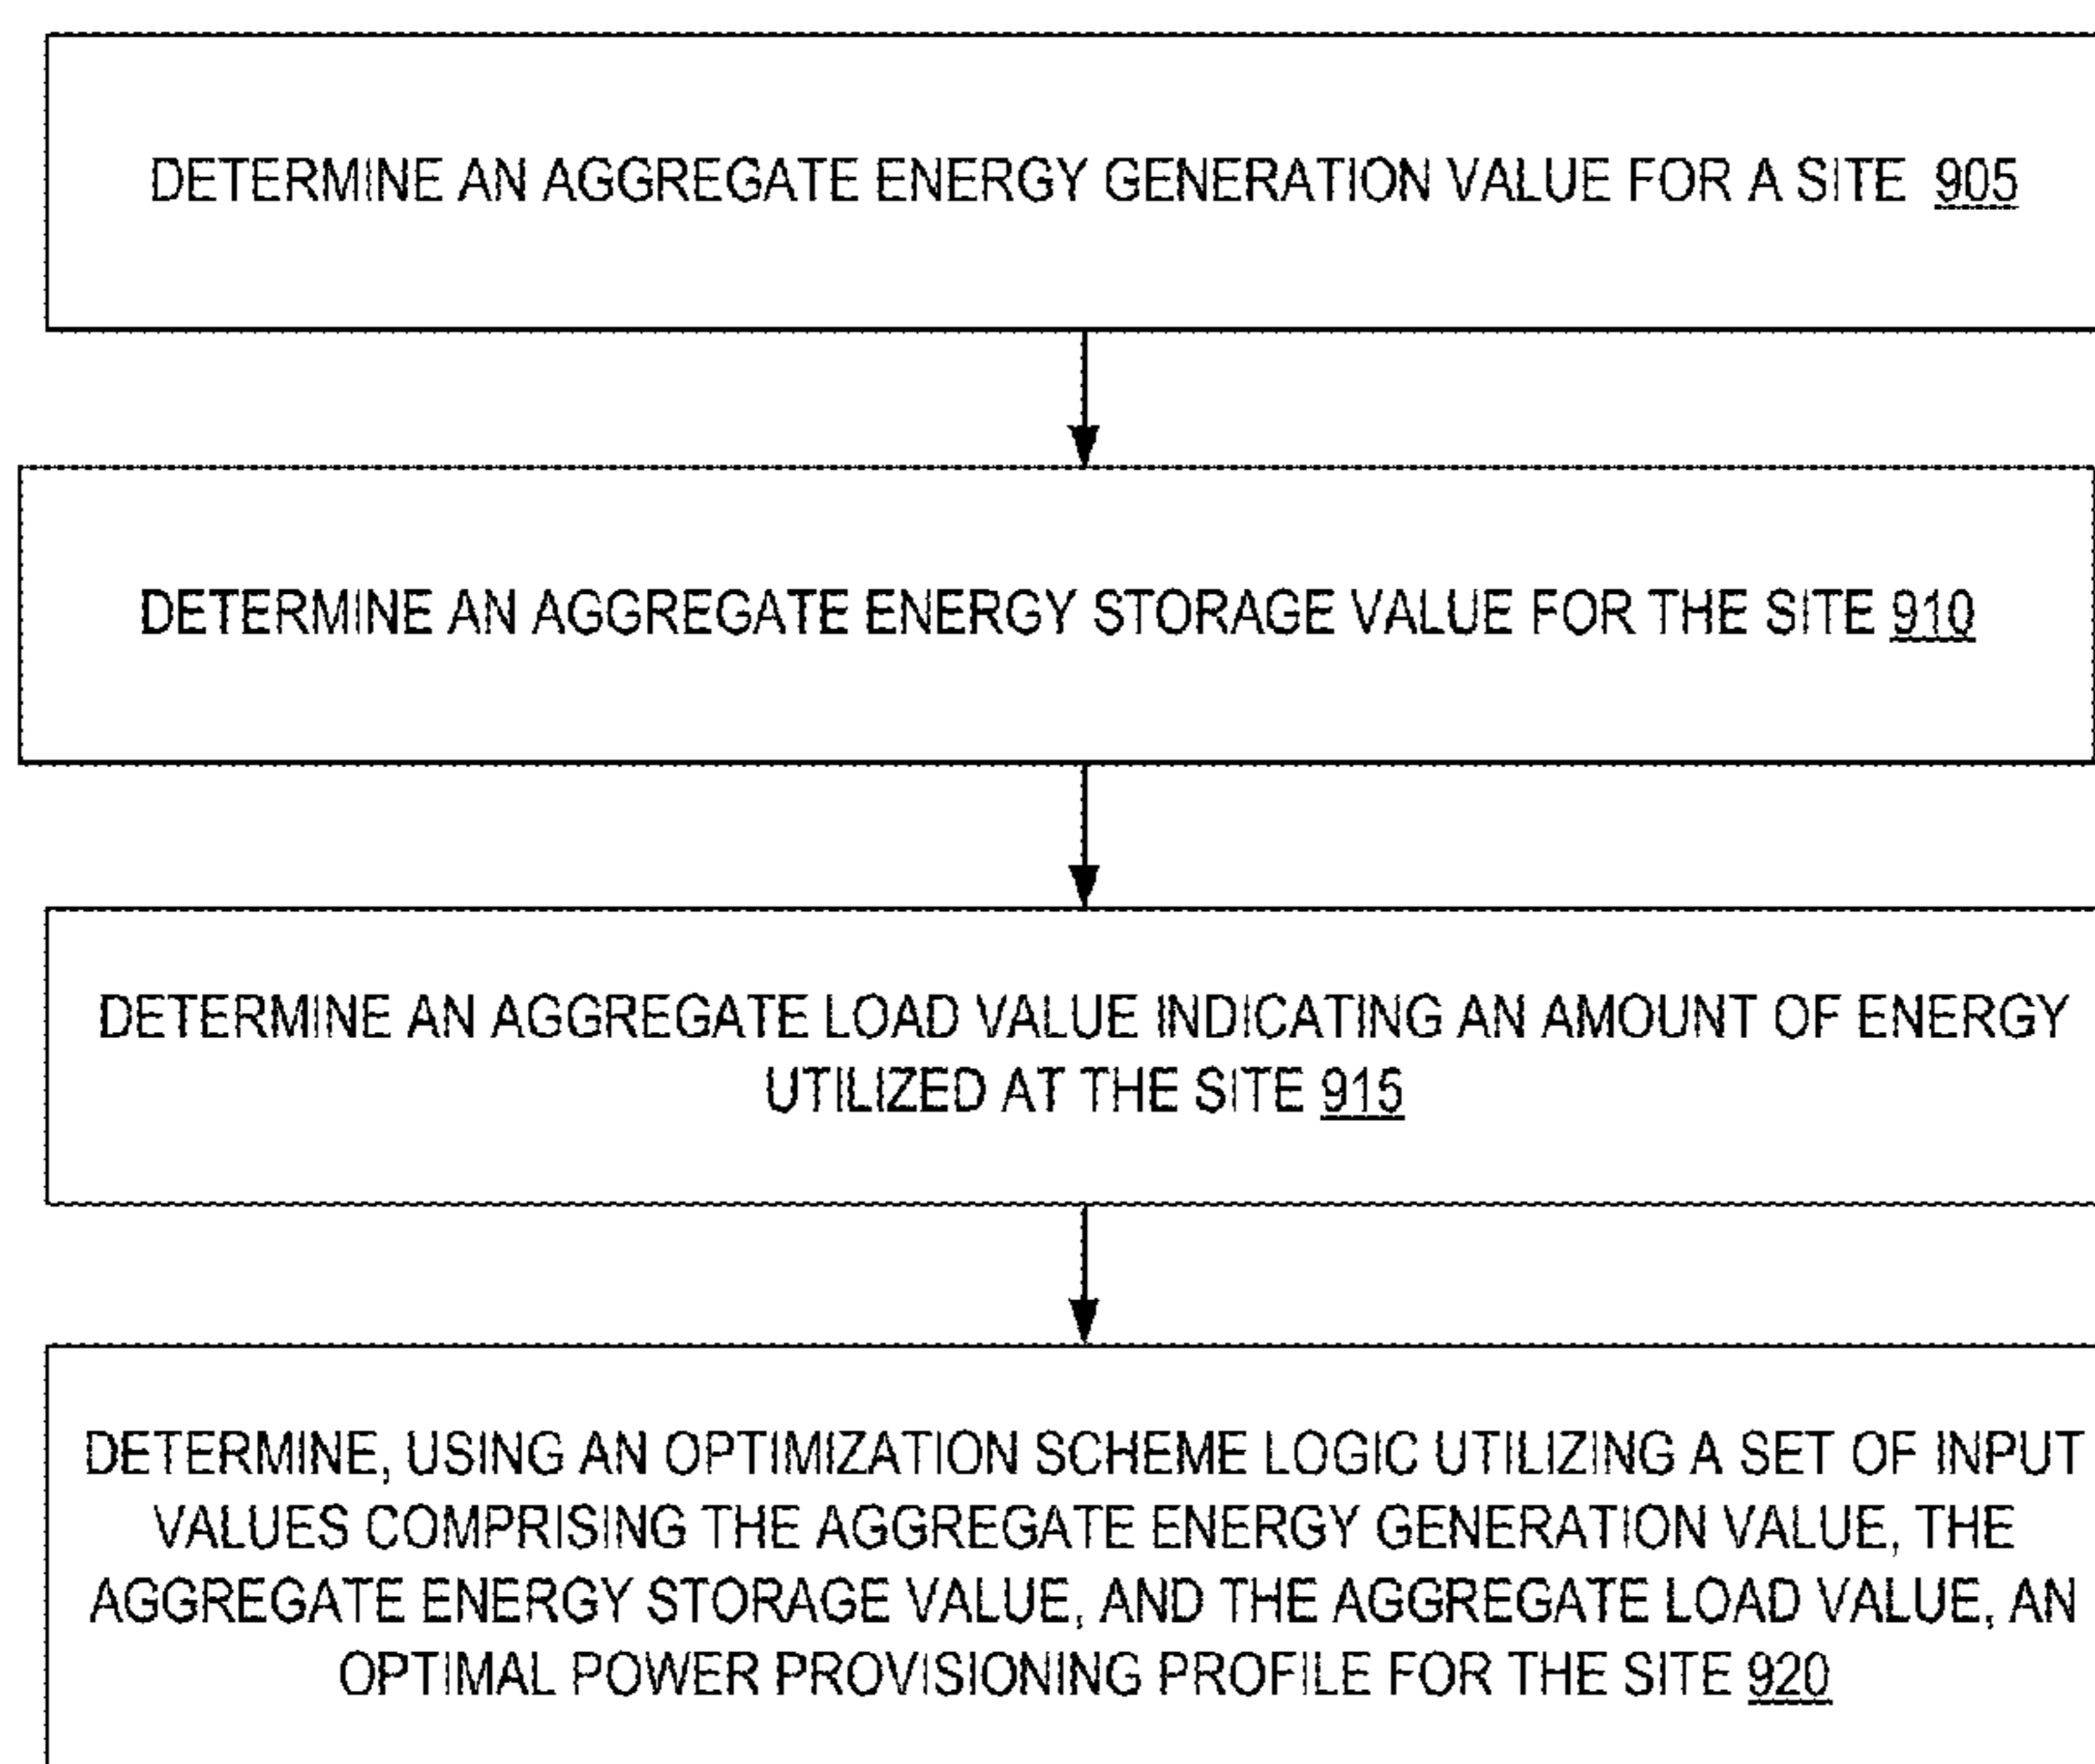 DETERMINE AN AGGREGATE ENERGY GENERATION VALUE FOR A SITE 905
DETERMINE AN AGGREGATE ENERGY STORAGE VALUE FOR THE SITE 910
DETERMINE AN AGGREGATE LOAD VALUE INDICATING AN AMOUNT OF ENERGY
UTILIZED AT THE SITE 915
DETERMINE, USING AN OPTIMIZATION SCHEME LOGIC UTILIZING A SET OF INPUT
VALUES COMPRISING THE AGGREGATE ENERGY GENERATION VALUE, THE
AGGREGATE ENERGY STORAGE VALUE, AND THE AGGREGATE LOAD VALUE, AN
OPTIMAL POWER PROVISIONING PROFILE FOR THE SITE 920